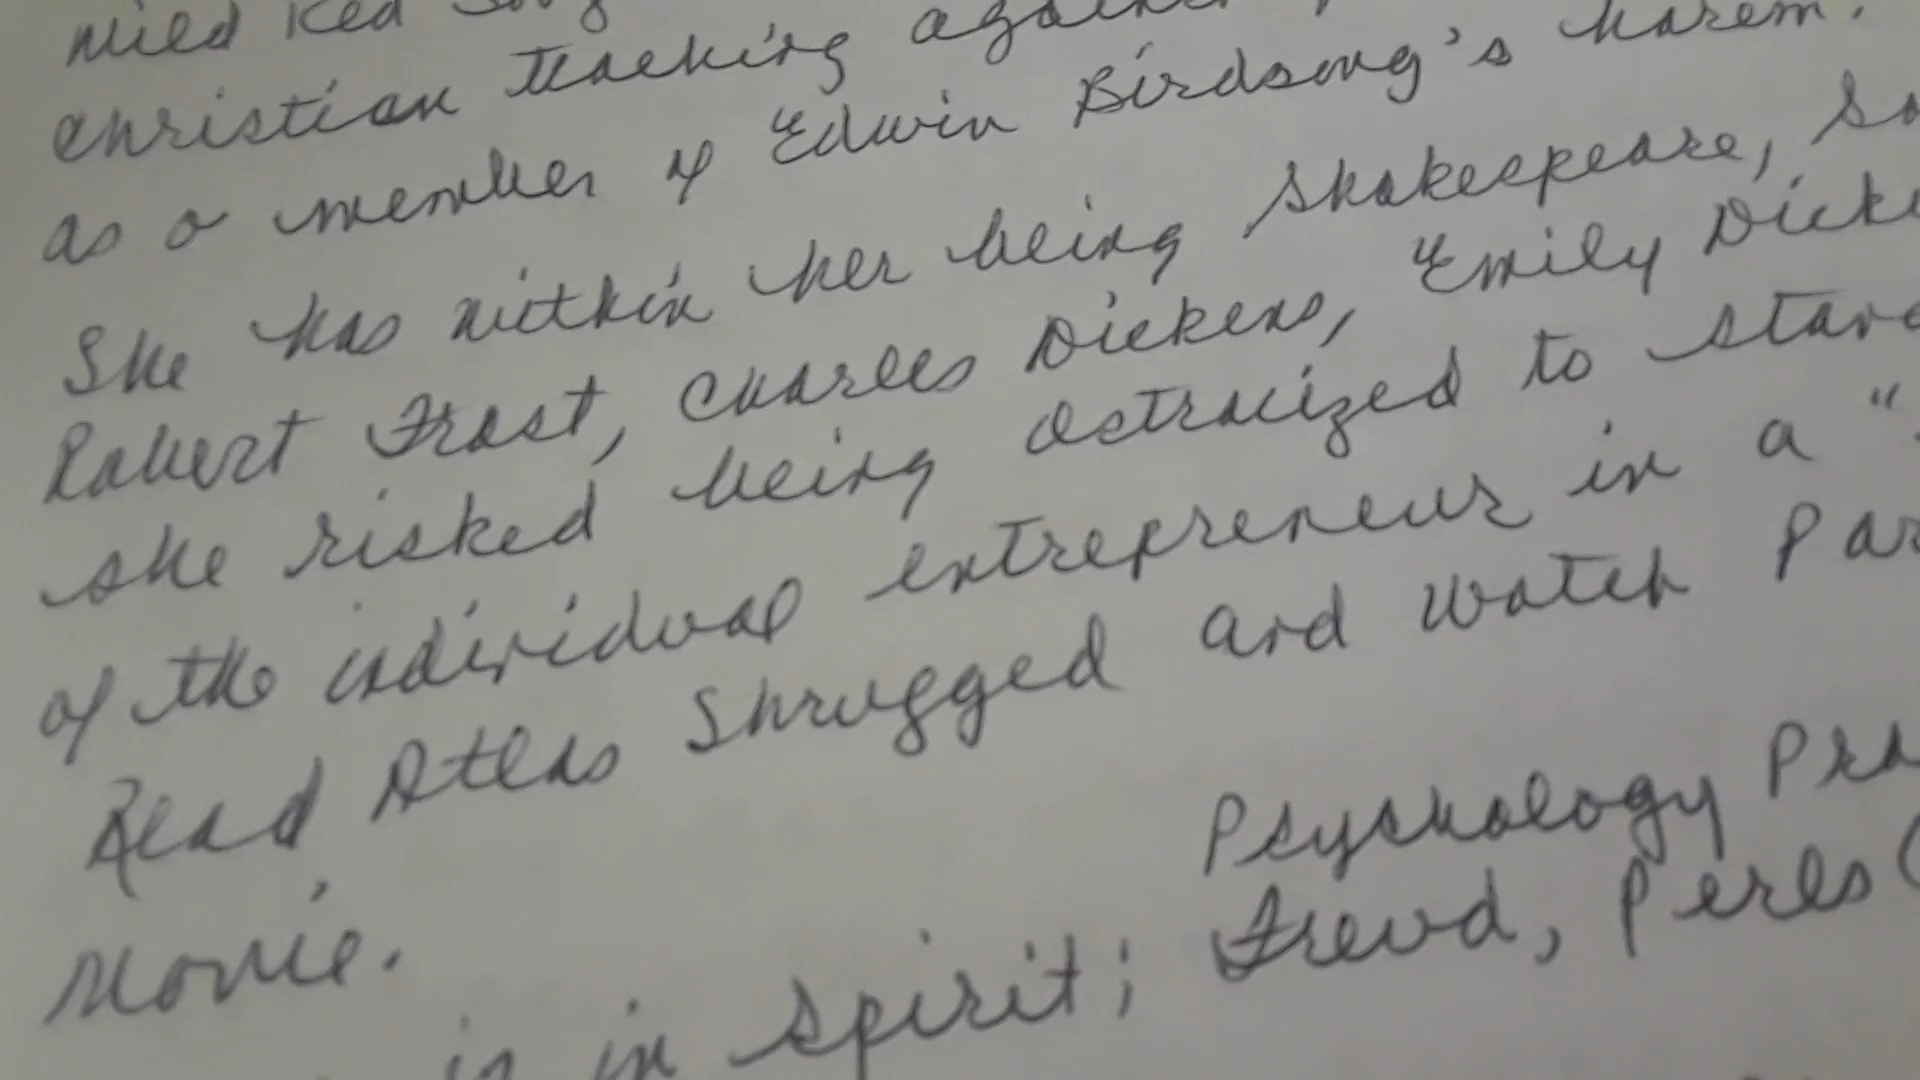 Christian teaching
as a member of Edwin Birdsong's harem.
She has within her being Shakespeare,
Robert Frost, Charles Dickens, Emily
she risked being ostracized to
of the individual entrepreneur in a "
Read Atlas Shrugged and Watch
Movie.
Psychology
is in spirit; Freud, Perls (